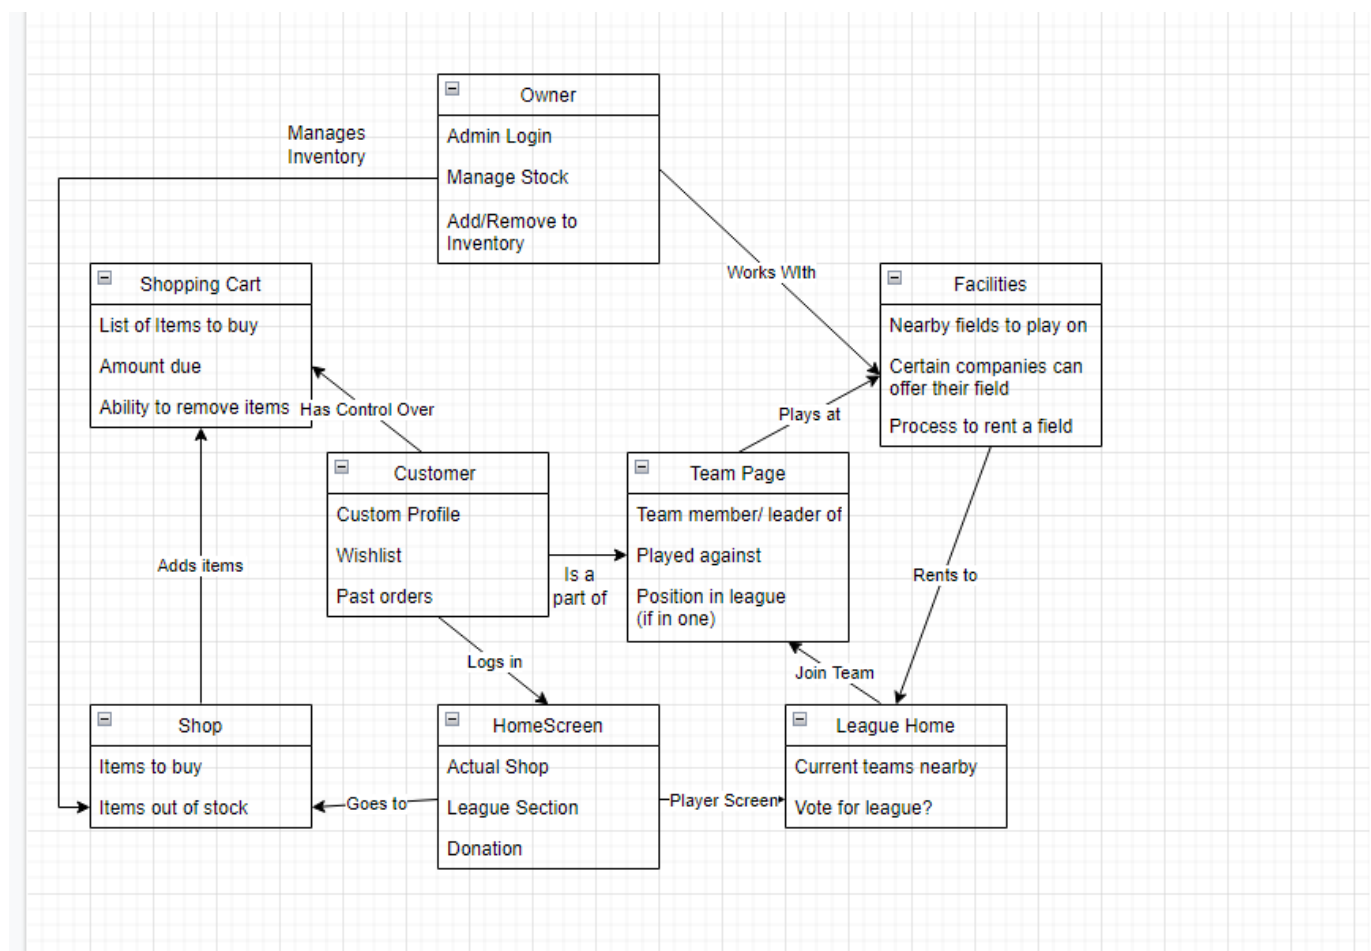 Owner
Admin Login
Manage Stock
Add/Remove to
Inventory
Manages
Inventory
Works WIth
Shopping Cart
List of Items to buy
Amount due
Ability to remove items
Has Control Over
Facilities
Nearby fields to play on
Certain companies can
offer their field
Process to rent a field
Plays at
Customer
Custom Profile
Wishlist
Past orders
Is a
part of
Team Page
Team member/ leader of
Played against
Position in league
(if in one)
Adds items
Rents to
Logs in
Join Team
Shop
Items to buy
Items out of stock
Goes to
HomeScreen
Actual Shop
League Section
Donation
Player Screen
League Home
Current teams nearby
Vote for league?